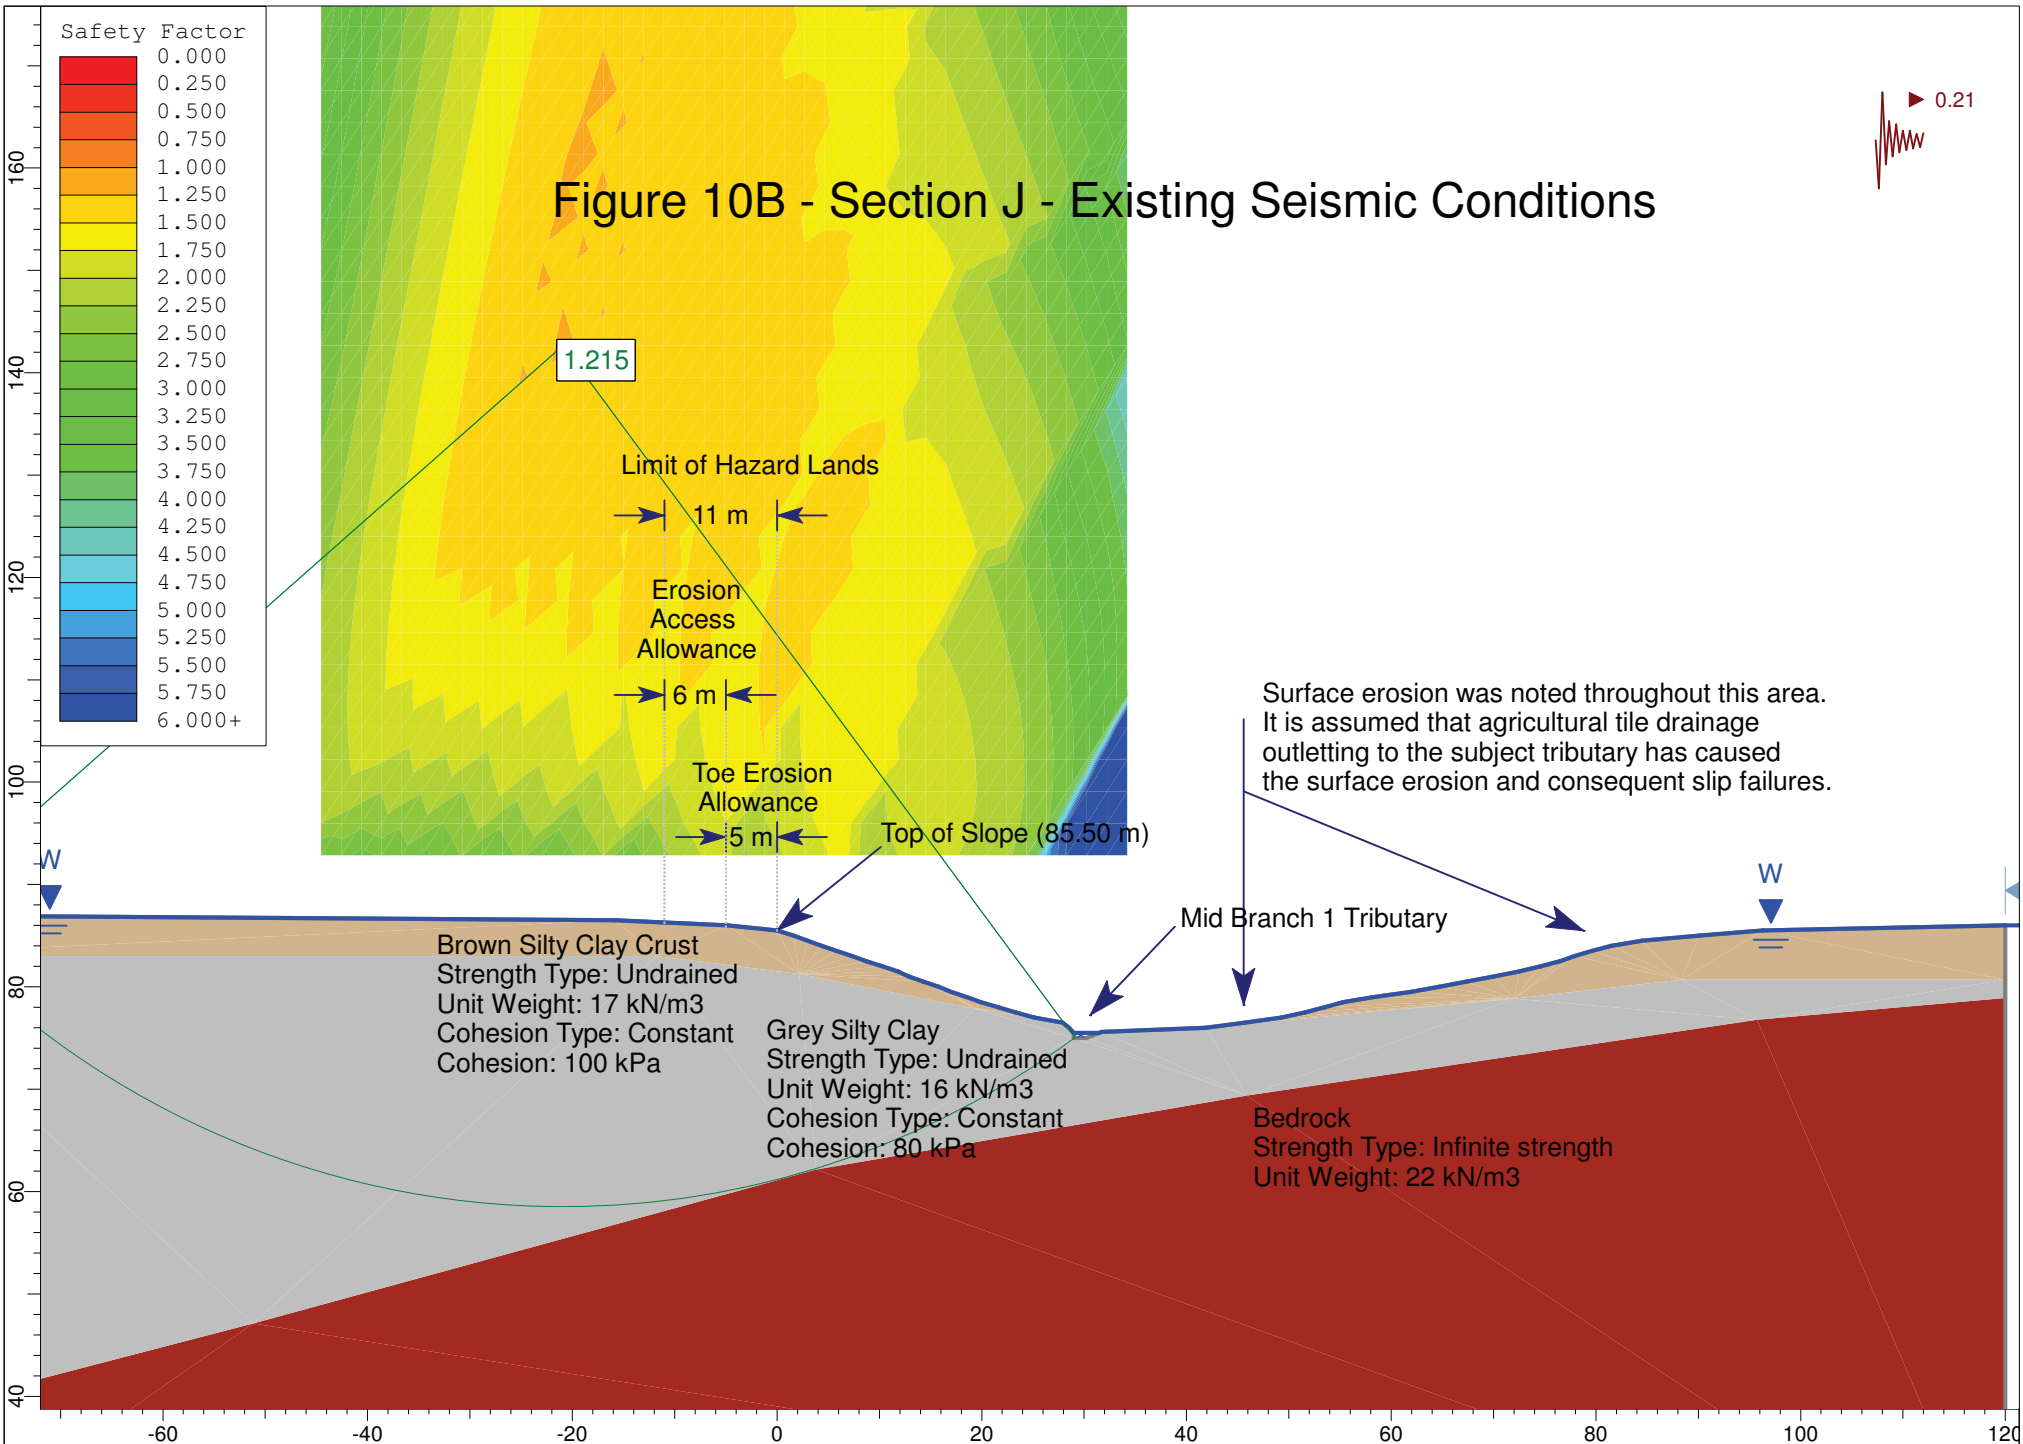 Safety Factor
0.000
0.250
0.500
0.750
1.000
1.250
1.500
1.750
2.000
2.250
2.500
2.750
3.000
3.250
3.500
3.750
4.000
4.250
4.500
4.750
5.000
5.250
5.500
5.750
6.000+
0.21
Figure 10B - Section J - Existing Seismic Conditions
1.215
Limit of Hazard Lands
11 m
Erosion
Access
Allowance
6 m
Toe Erosion
Allowance
5 m
Top of Slope (85.50 m)
Surface erosion was noted throughout this area.
It is assumed that agricultural tile drainage
outletting to the subject tributary has caused
the surface erosion and consequent slip failures.
Mid Branch 1 Tributary
W
W
Brown Silty Clay Crust
Strength Type: Undrained
Unit Weight: 17 kN/m3
Cohesion Type: Constant
Cohesion: 100 kPa
Grey Silty Clay
Strength Type: Undrained
Unit Weight: 16 kN/m3
Cohesion Type: Constant
Cohesion: 80 kPa
Bedrock
Strength Type: Infinite strength
Unit Weight: 22 kN/m3
160
140
120
100
80
60
40
-60
-40
-20
0
20
40
60
80
100
120